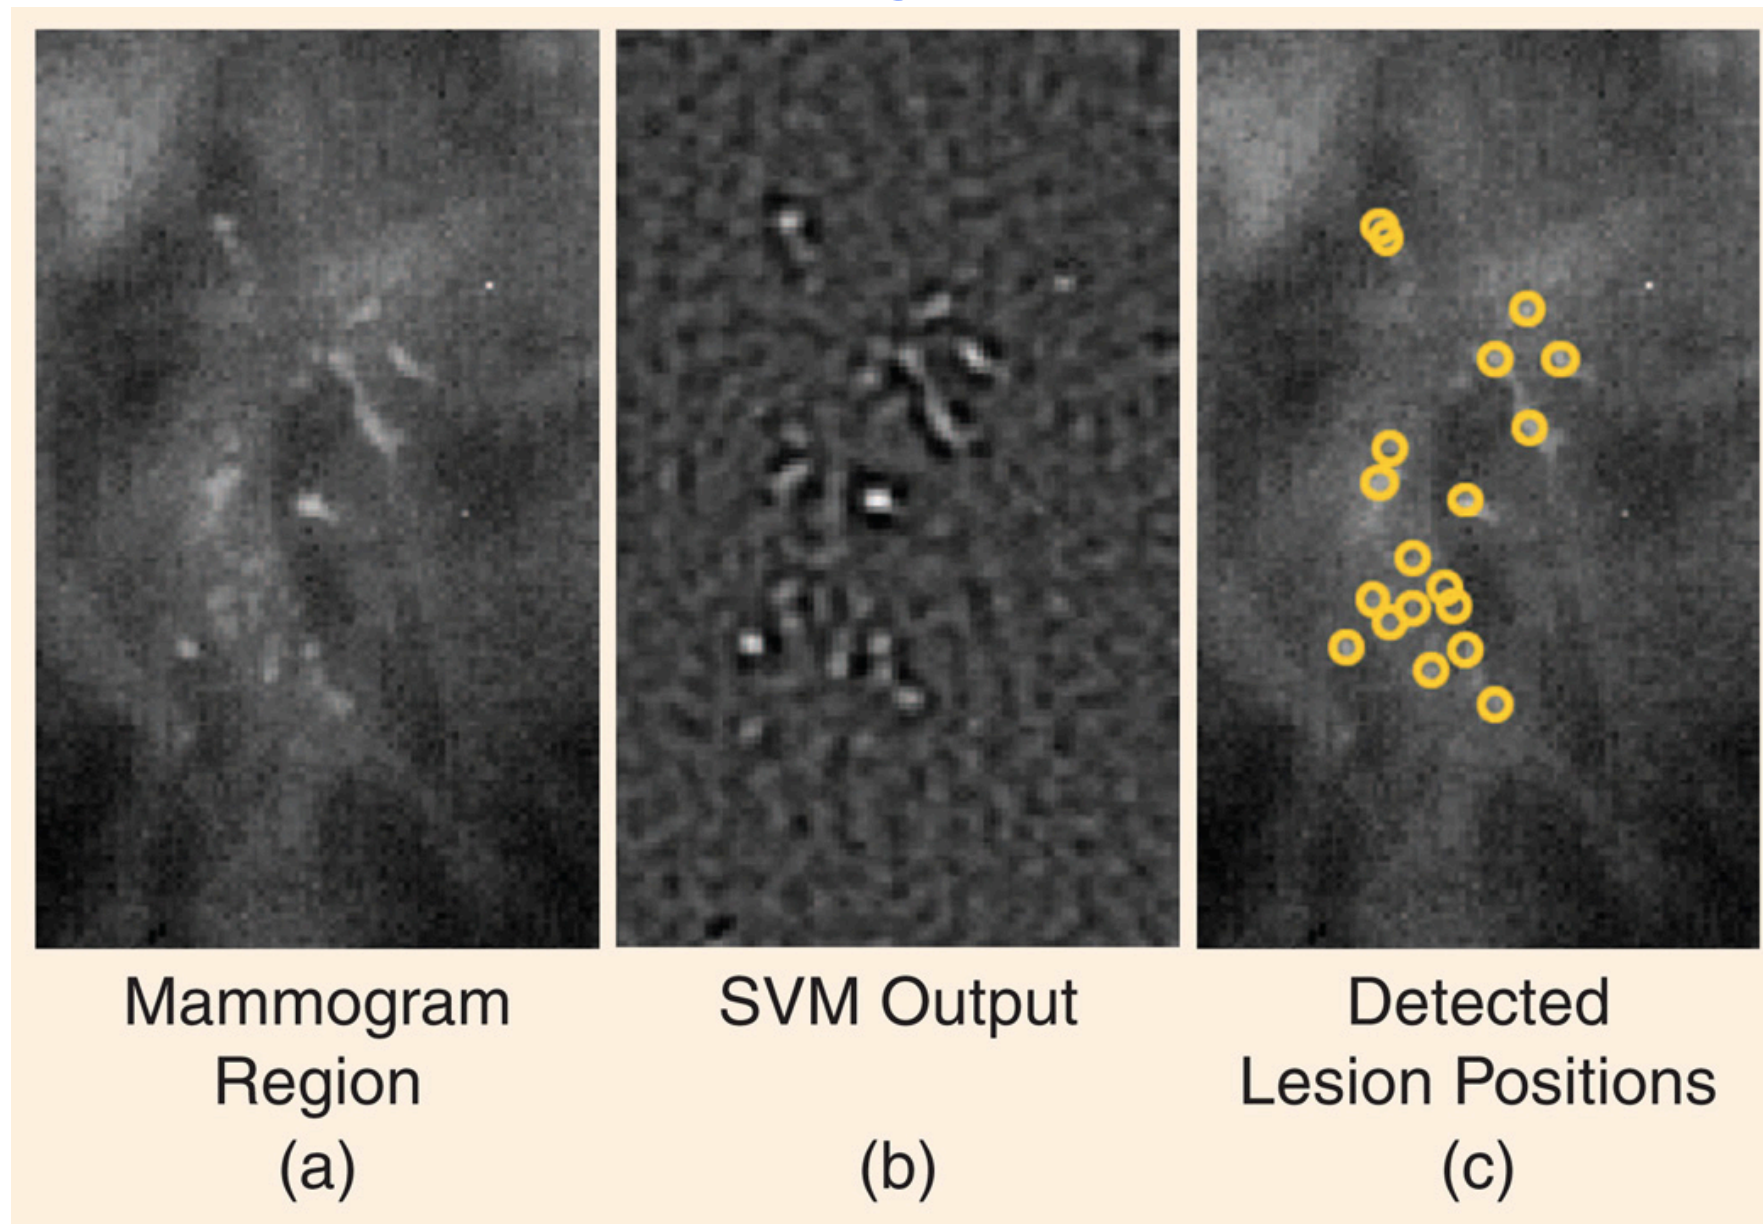 Mammogram
Region
(a)
SVM Output
(b)
Detected
Lesion Positions
(c)